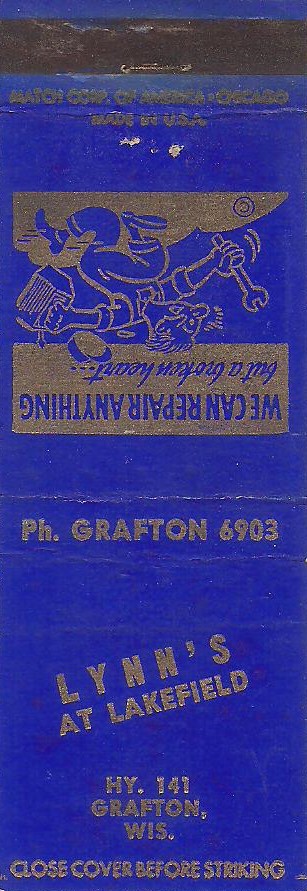 MATCH CORP. OF AMERICA - CHICAGO
MADE IN U.S.A.
WE CAN REPAIR ANYTHING
but a broken heart...
Ph. GRAFTON 6903
LYNN'S
AT LAKEFIELD
HY. 141
GRAFTON,
WIS.
CLOSE COVER BEFORE STRIKING